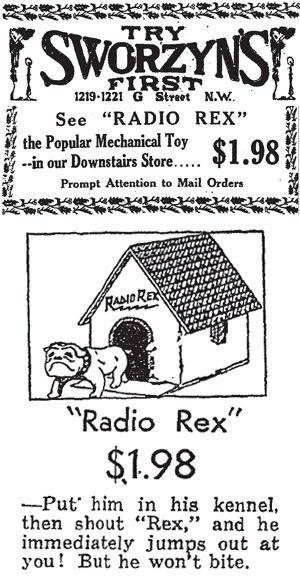 TRY
SWORZYN'S
FIRST
1219-1221 G Street N.W.
See "RADIO REX"
the Popular Mechanical Toy
--in our Downstairs Store..... $1.98
Prompt Attention to Mail Orders
RADIO REX
"Radio Rex"
$1.98
—Put him in his kennel,
then shout "Rex," and he
immediately jumps out at
you! But he won't bite.